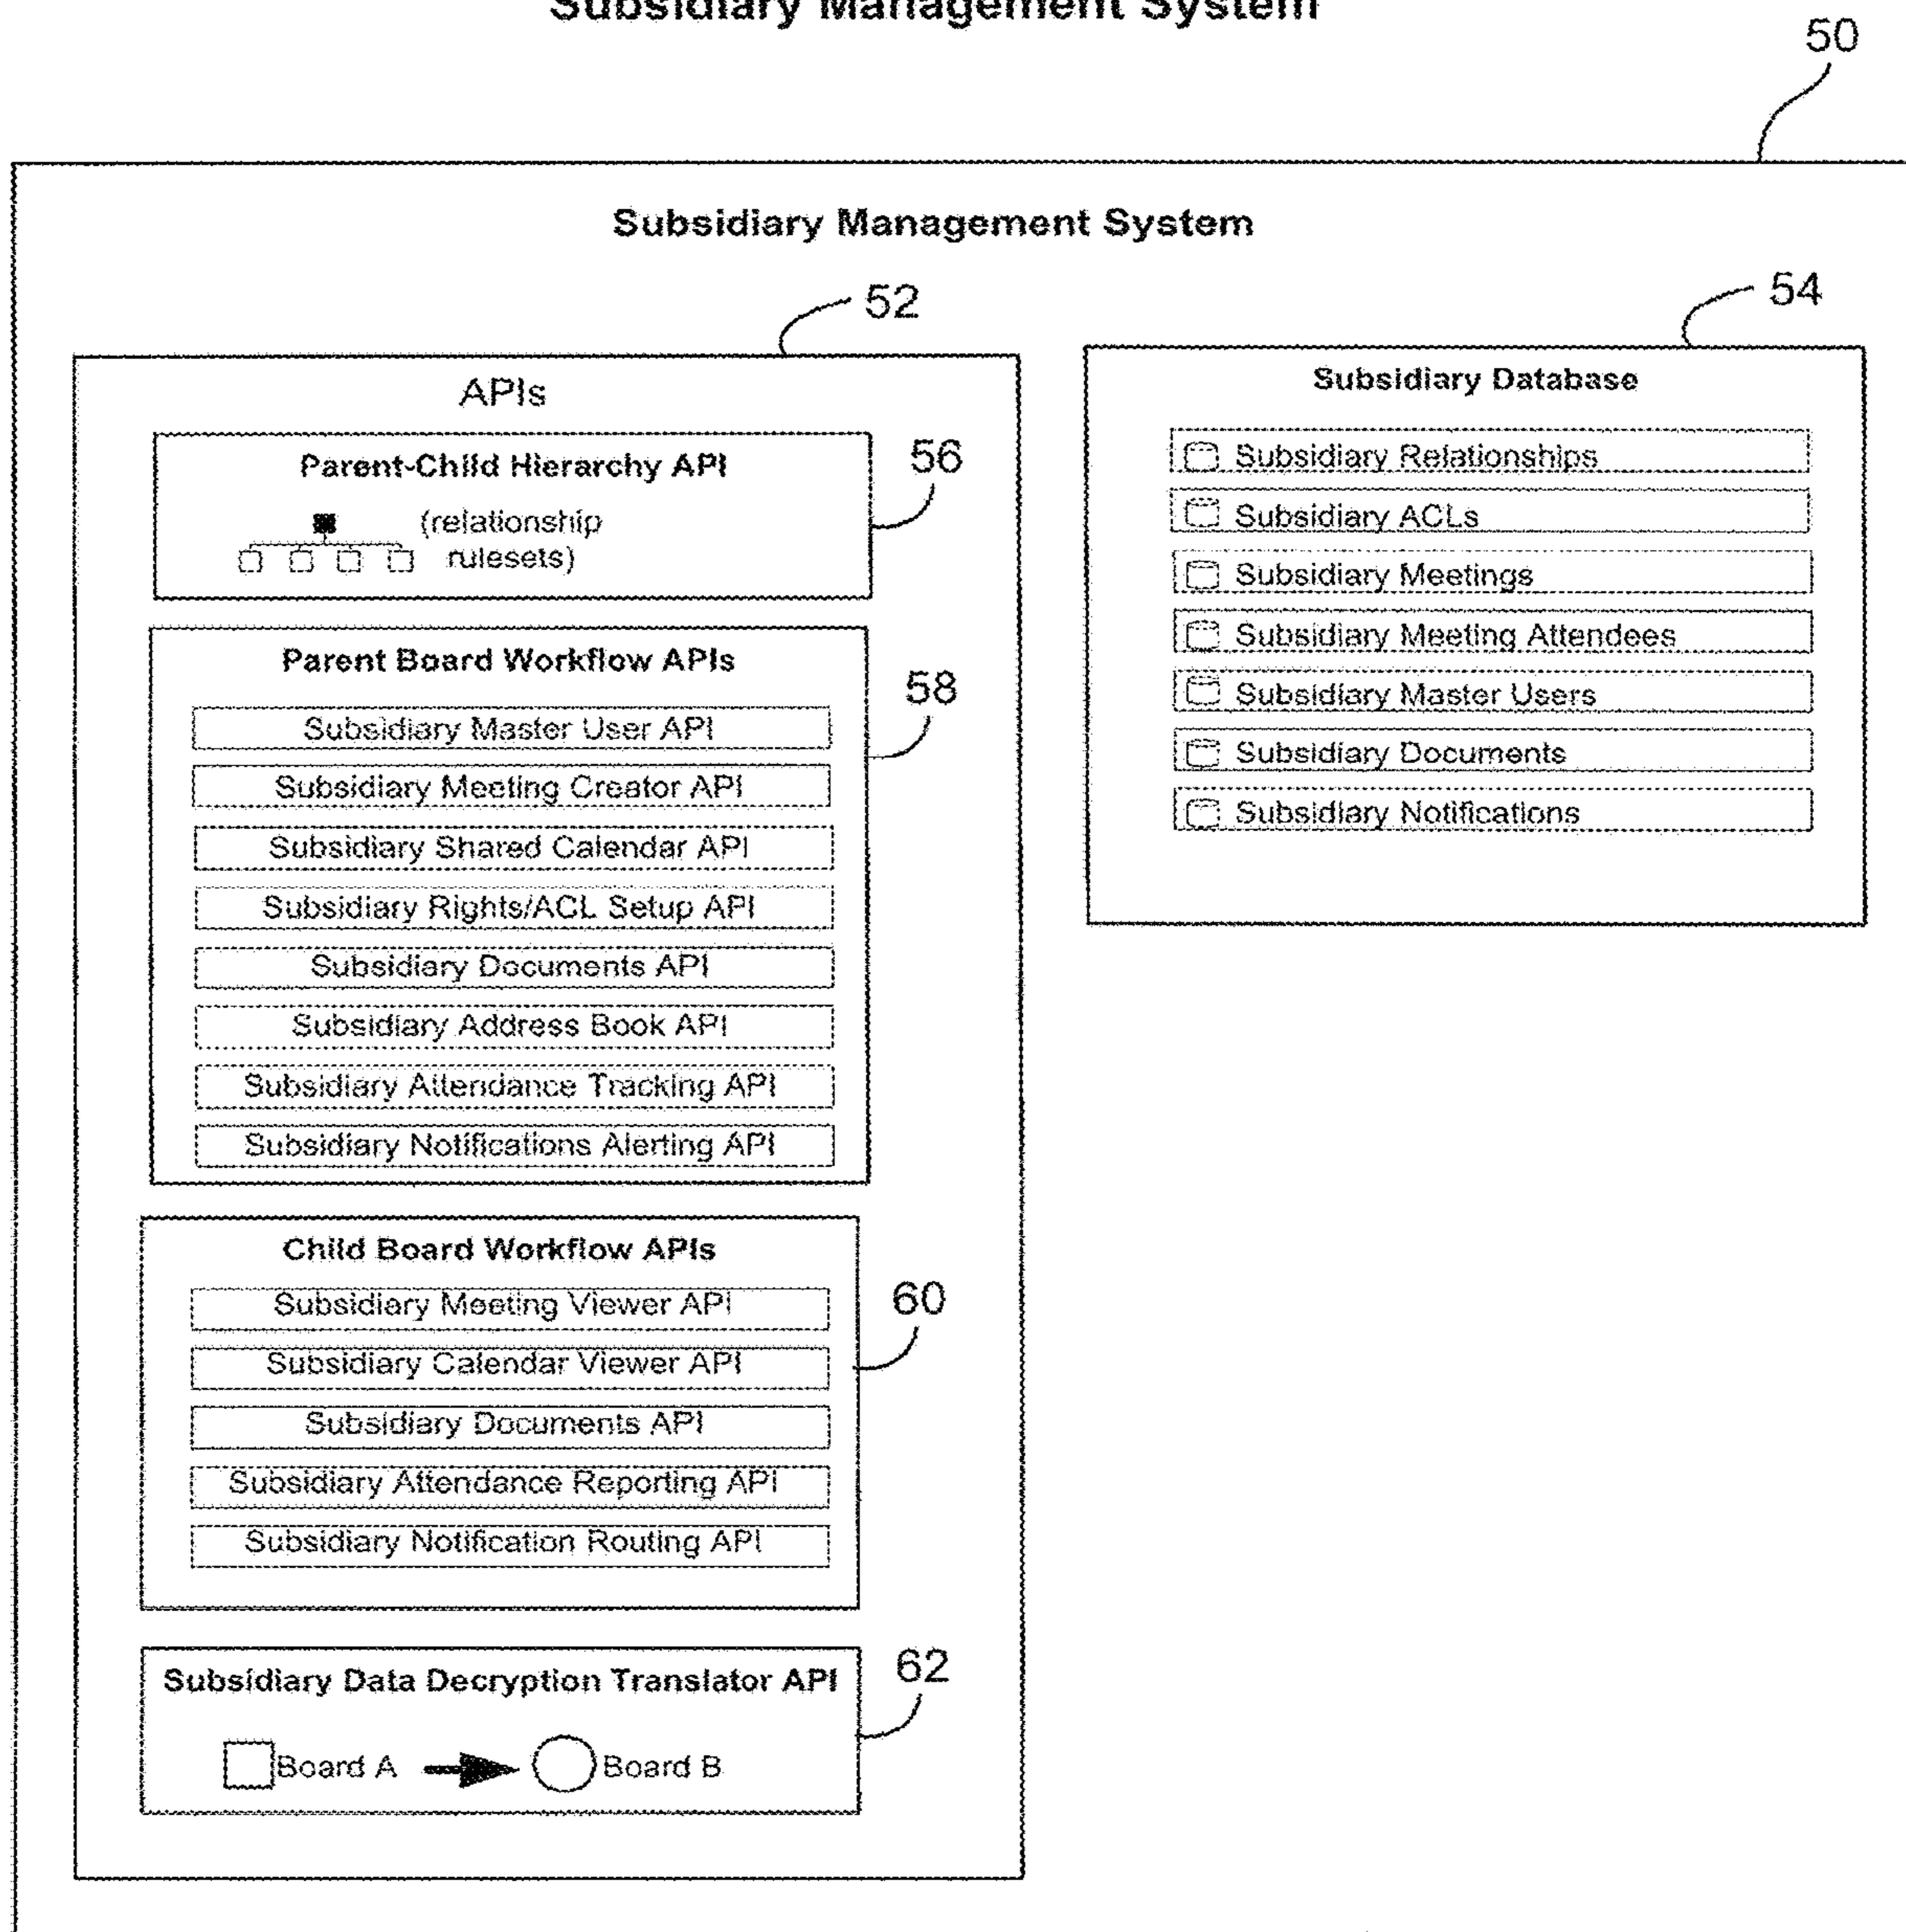 Subsidiary Management System
50
Subsidiary Management System
52
54
APIs
Parent-Child Hierarchy API
56
(relationship
rulesets)
Parent Board Workflow APIs
58
Subsidiary Master User API
Subsidiary Meeting Creator API
Subsidiary Shared Calendar API
Subsidiary Rights/ACL Setup API
Subsidiary Documents API
Subsidiary Address Book API
Subsidiary Attendance Tracking API
Subsidiary Notifications Alerting API
Child Board Workflow APIs
60
Subsidiary Meeting Viewer API
Subsidiary Calendar Viewer API
Subsidiary Documents API
Subsidiary Attendance Reporting API
Subsidiary Notification Routing API
Subsidiary Data Decryption Translator API
62
Board A
Board B
Subsidiary Database
Subsidiary Relationships
Subsidiary ACLs
Subsidiary Meetings
Subsidiary Meeting Attendees
Subsidiary Master Users
Subsidiary Documents
Subsidiary Notifications